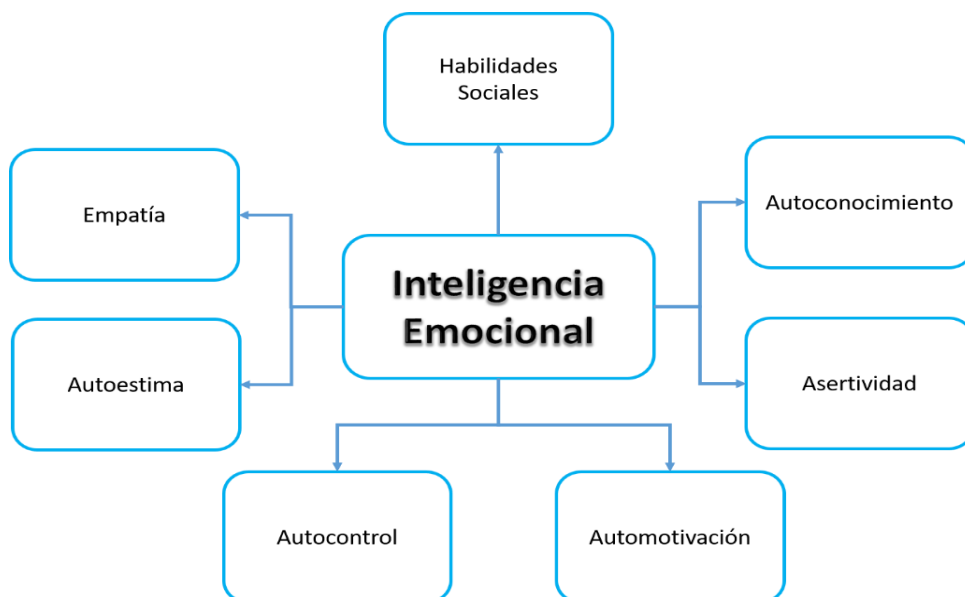 Habilidades
Sociales
Empatía
Autoconocimiento
Inteligencia
Emocional
Autoestima
Asertividad
Autocontrol
Automotivación